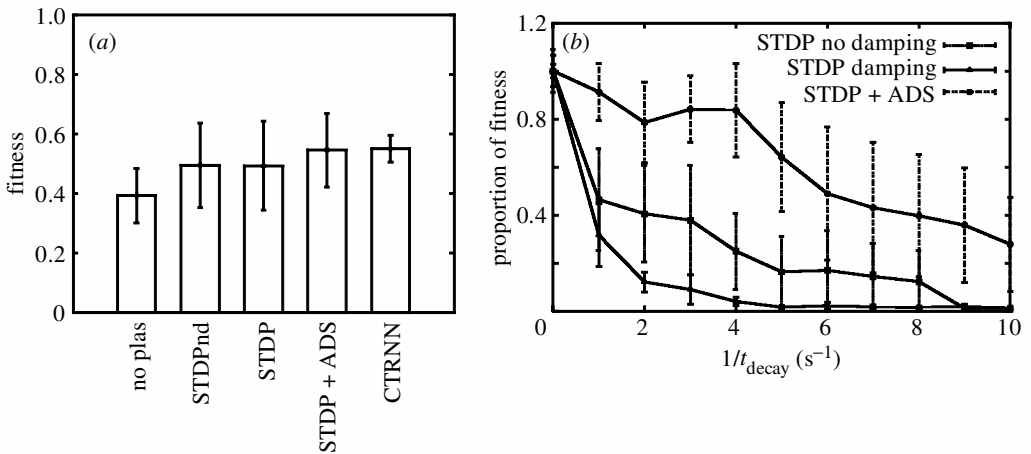 (a)
1.0
0.8
0.6
0.4
0.2
0
fitness
no plas
STDPnd
STDP
STDP + ADS
CTRNN
(b)
1.2
0.8
0.4
0
proportion of fitness
STDP no damping
STDP damping
STDP + ADS
2
4
6
8
10
1/t_decay (s⁻¹)